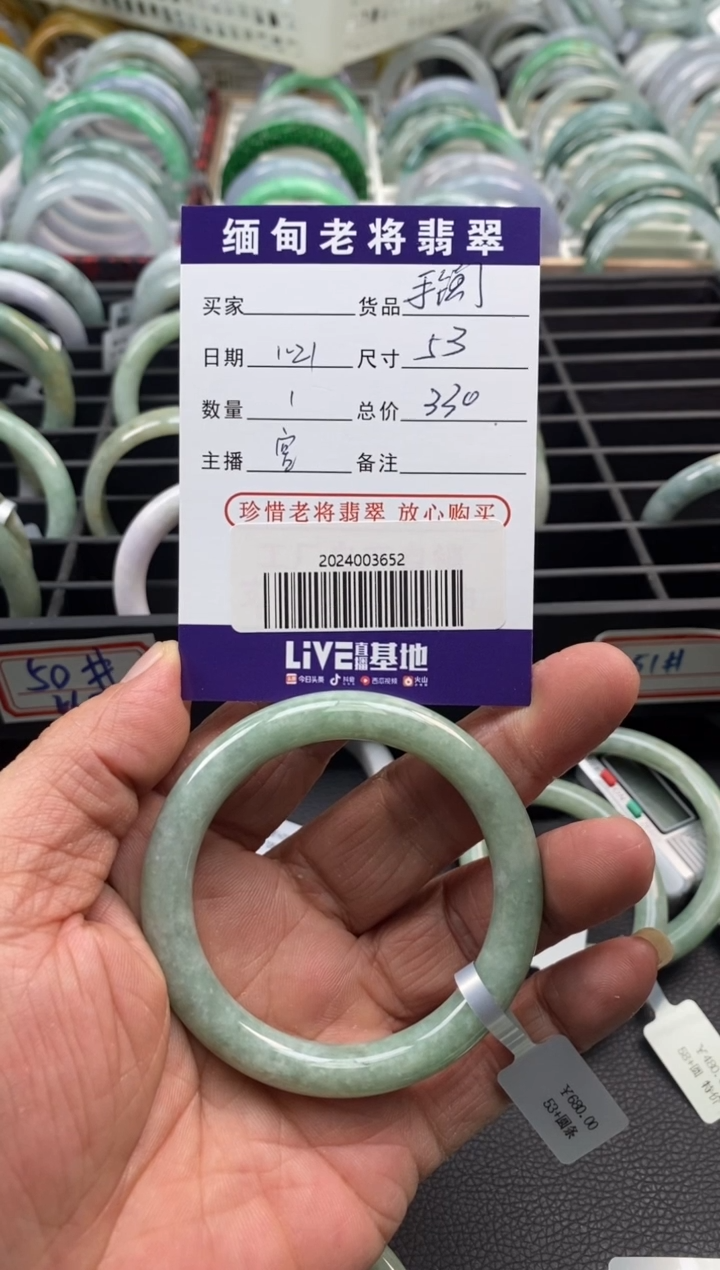 缅甸老将翡翠
买家 货品 手镯
日期 1.21 尺寸 53
数量 1 总价 330
主播 宫 备注
珍惜老将翡翠 放心购买
2024003652
LiVE直播基地
今日头条 抖音 西瓜视频 火山
50#
51#
¥680.00
53+圆条